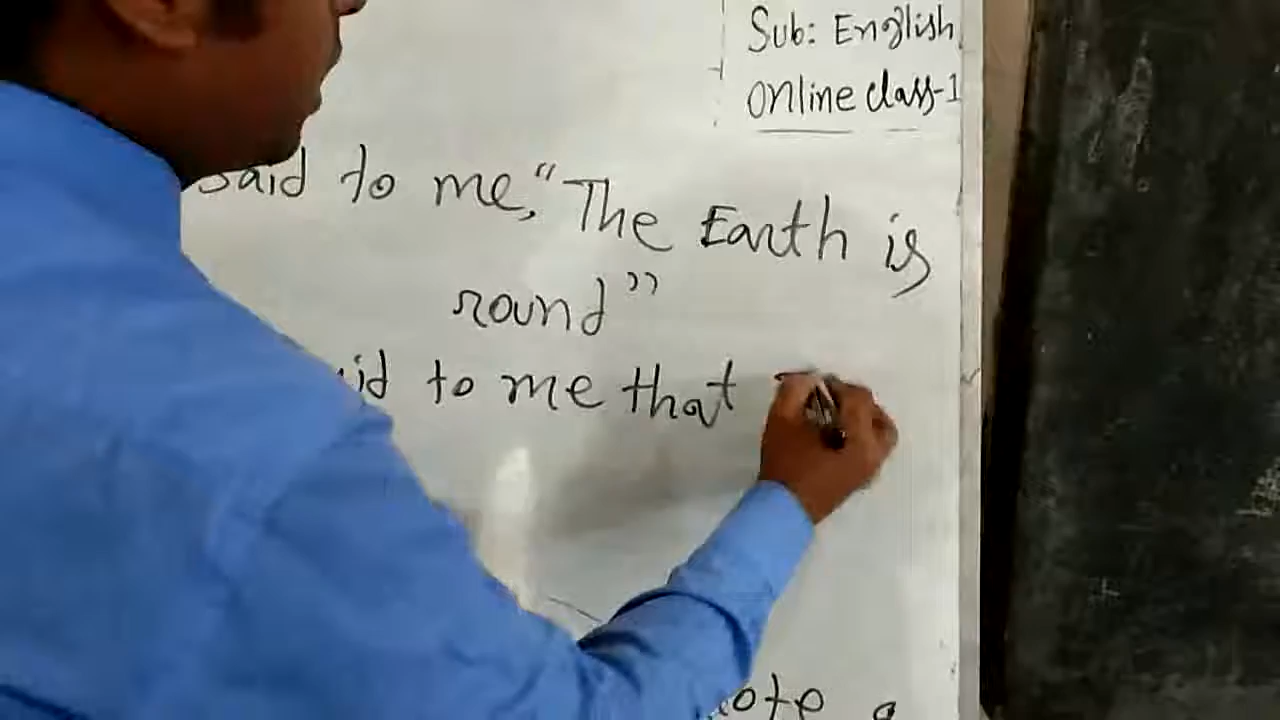 Sub: English
Online class-1
said to me, "The Earth is
round"
to me that